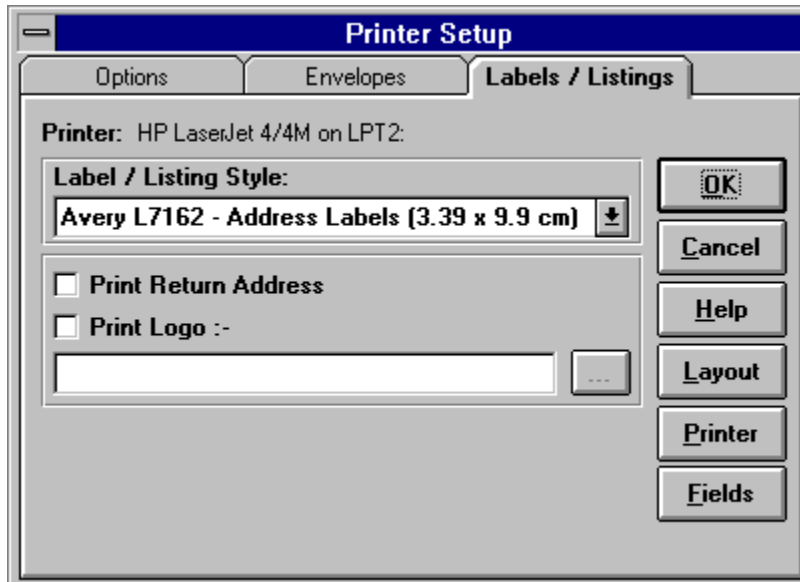 Printer Setup
Options
Envelopes
Labels / Listings
Printer: HP LaserJet 4/4M on LPT2:
Label / Listing Style:
Avery L7162 - Address Labels (3.39 x 9.9 cm)
Print Return Address
Print Logo :-
...
OK
Cancel
Help
Layout
Printer
Fields